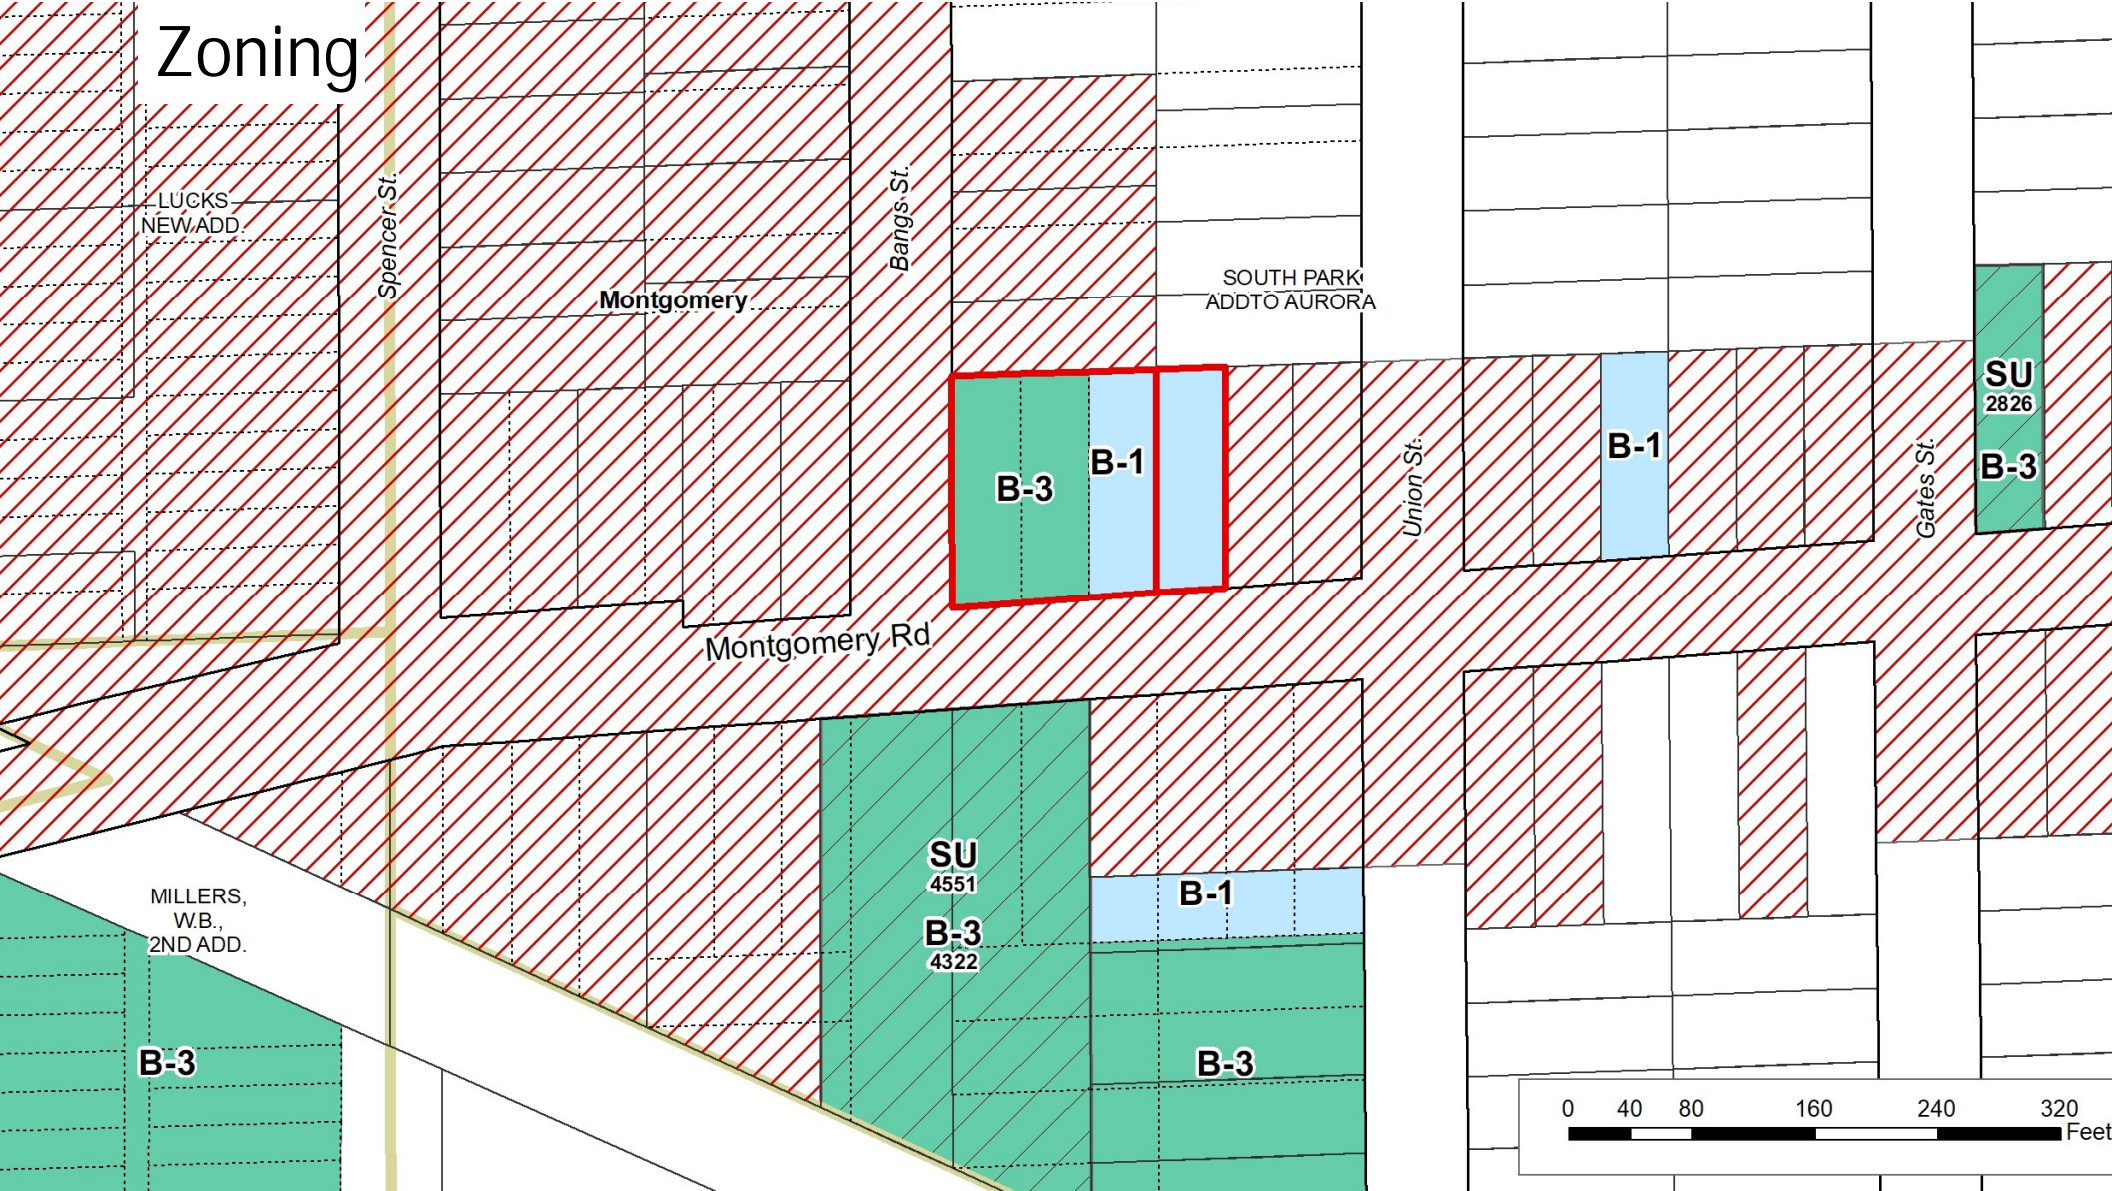 Zoning
LUCKS
NEW ADD.
Spencer St.
Montgomery
Bangs St.
SOUTH PARK
ADDTO AURORA
B-3
B-1
Union St.
B-1
Gates St.
SU
2826
B-3
Montgomery Rd
SU
4551
B-3
4322
B-1
B-3
MILLERS,
W.B.,
2ND ADD.
B-3
0 40 80 160 240 320
Feet